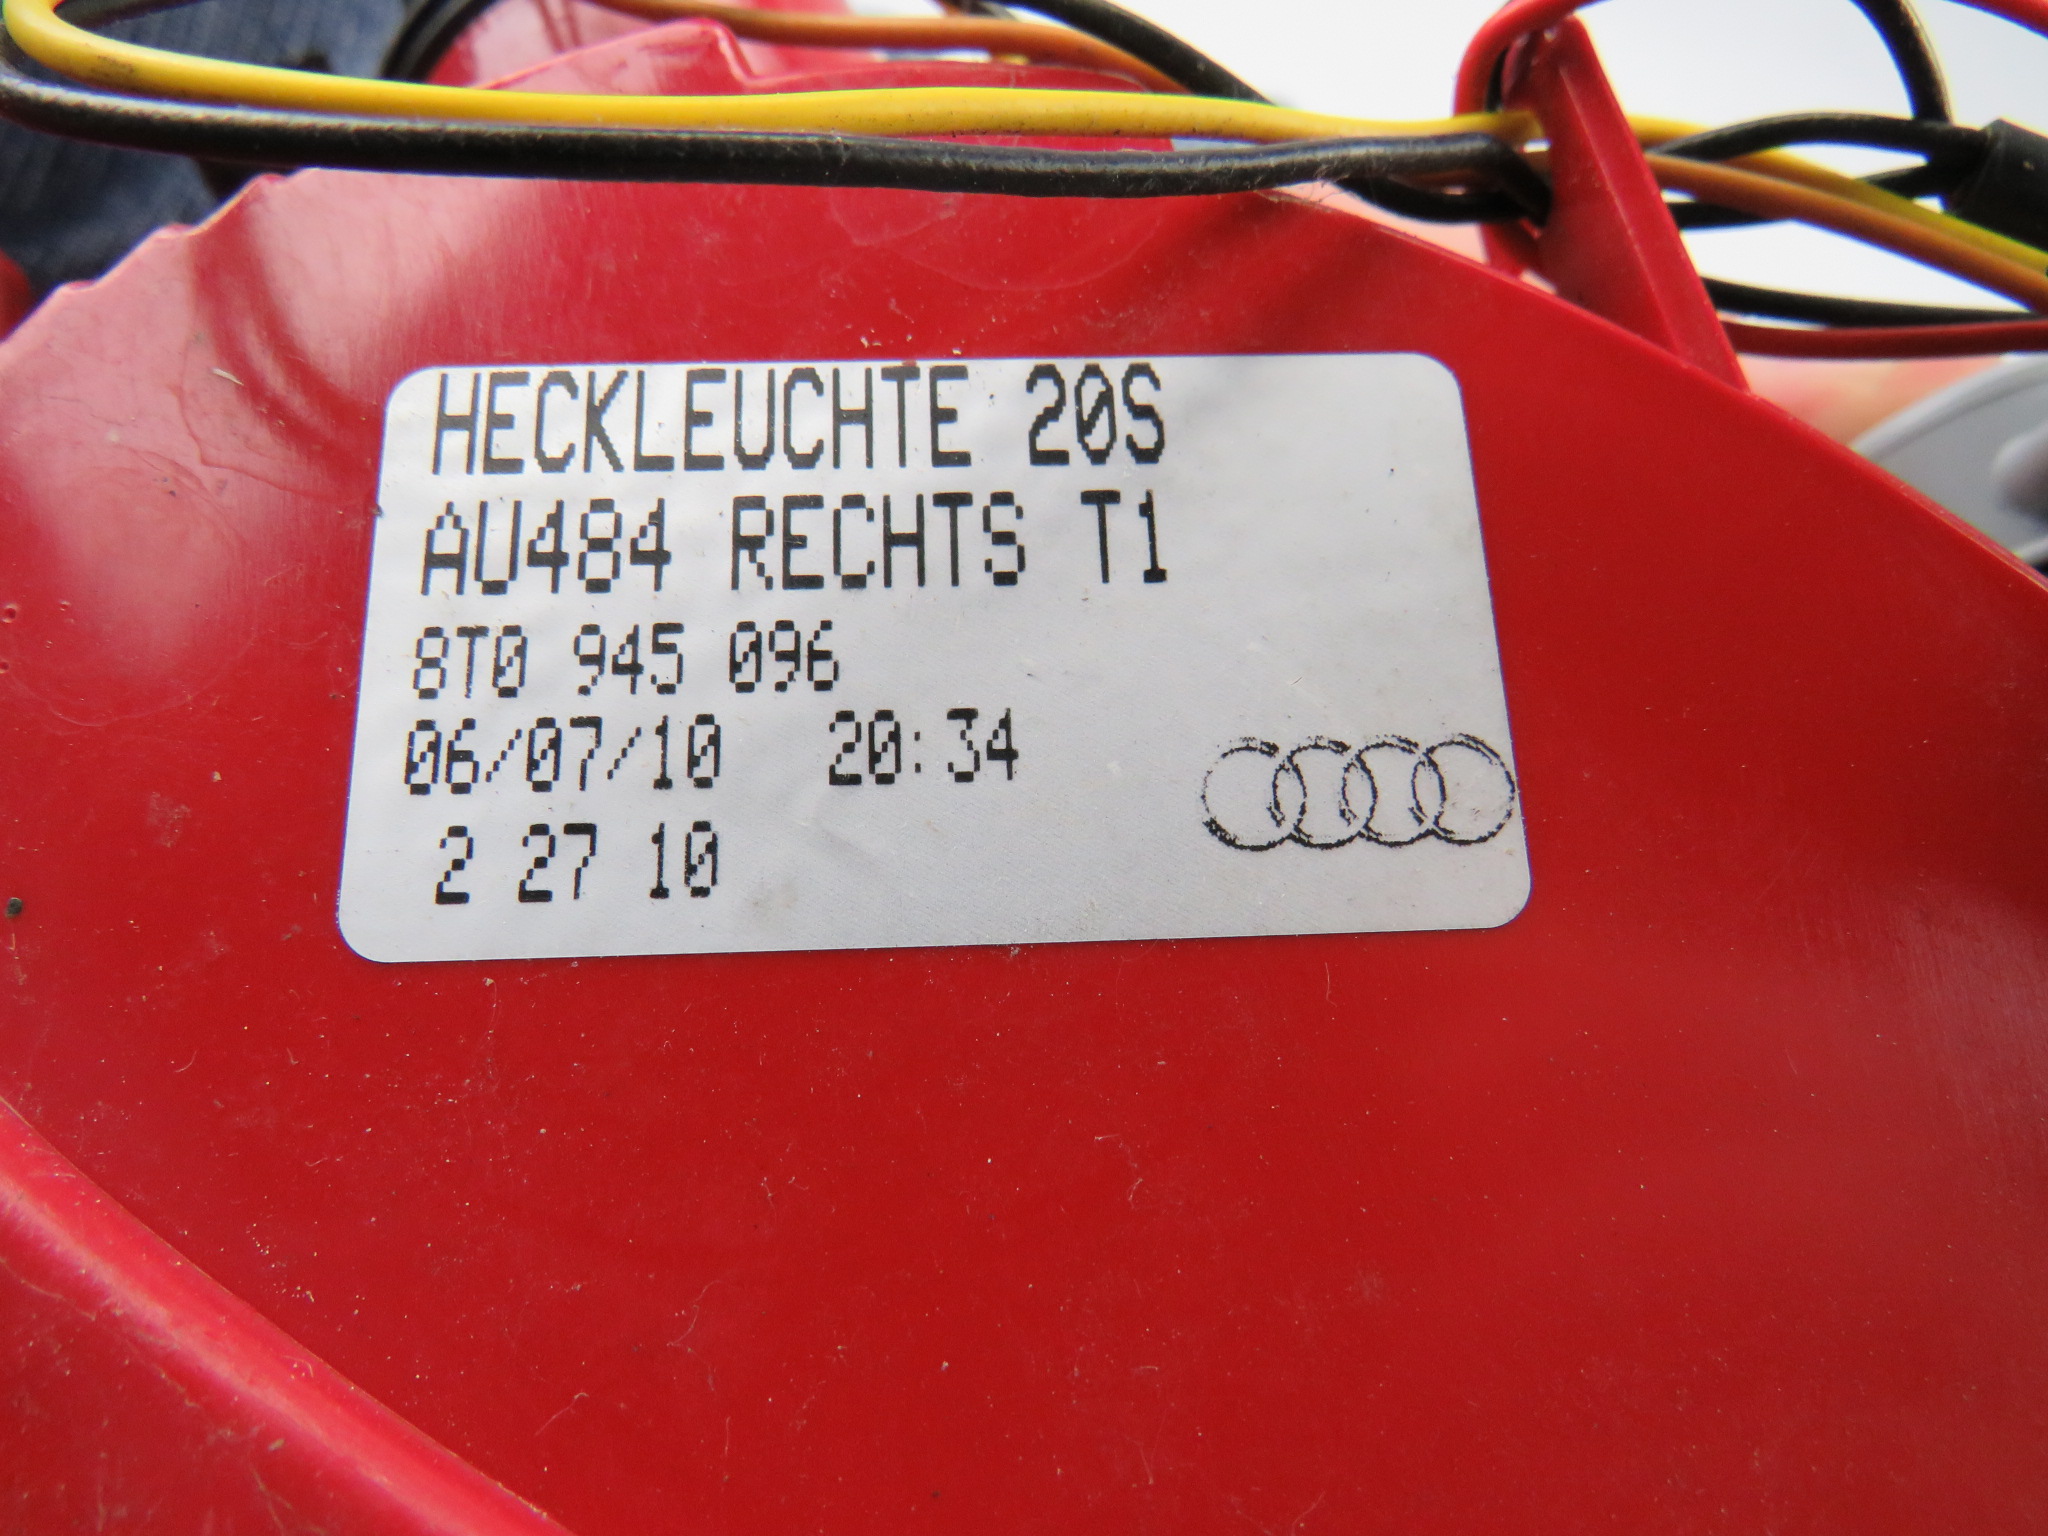 HECKLEUCHTE 20S
AU484 RECHTS T1
8T0 945 096
06/07/10 20:34
2 27 10